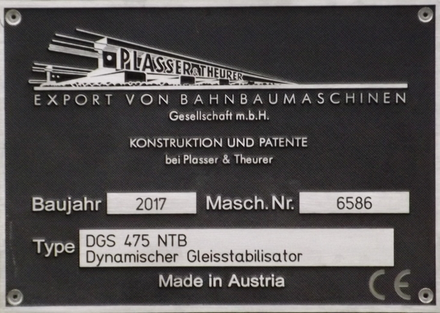 PLASSER & THEURER
EXPORT VON BAHNBAUMASCHINEN
Gesellschaft m.b.H.
KONSTRUKTION UND PATENTE
bei Plasser & Theurer
Baujahr 2017 Masch.Nr. 6586
Type DGS 475 NTB
Dynamischer Gleisstabilisator
Made in Austria CE